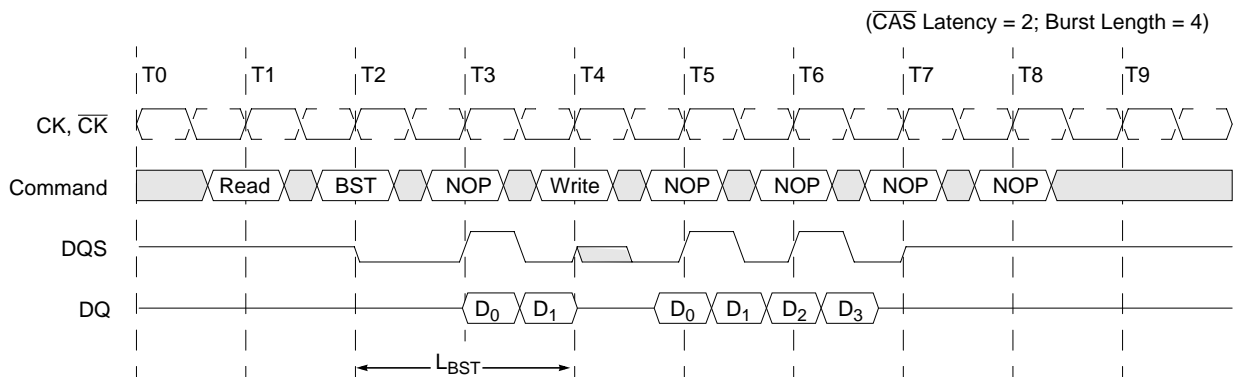 (CAS Latency = 2; Burst Length = 4)
T0 T1 T2 T3 T4 T5 T6 T7 T8 T9
CK, CK
Command Read BST NOP Write NOP NOP NOP NOP
DQS
DQ D0 D1 D0 D1 D2 D3
LBST